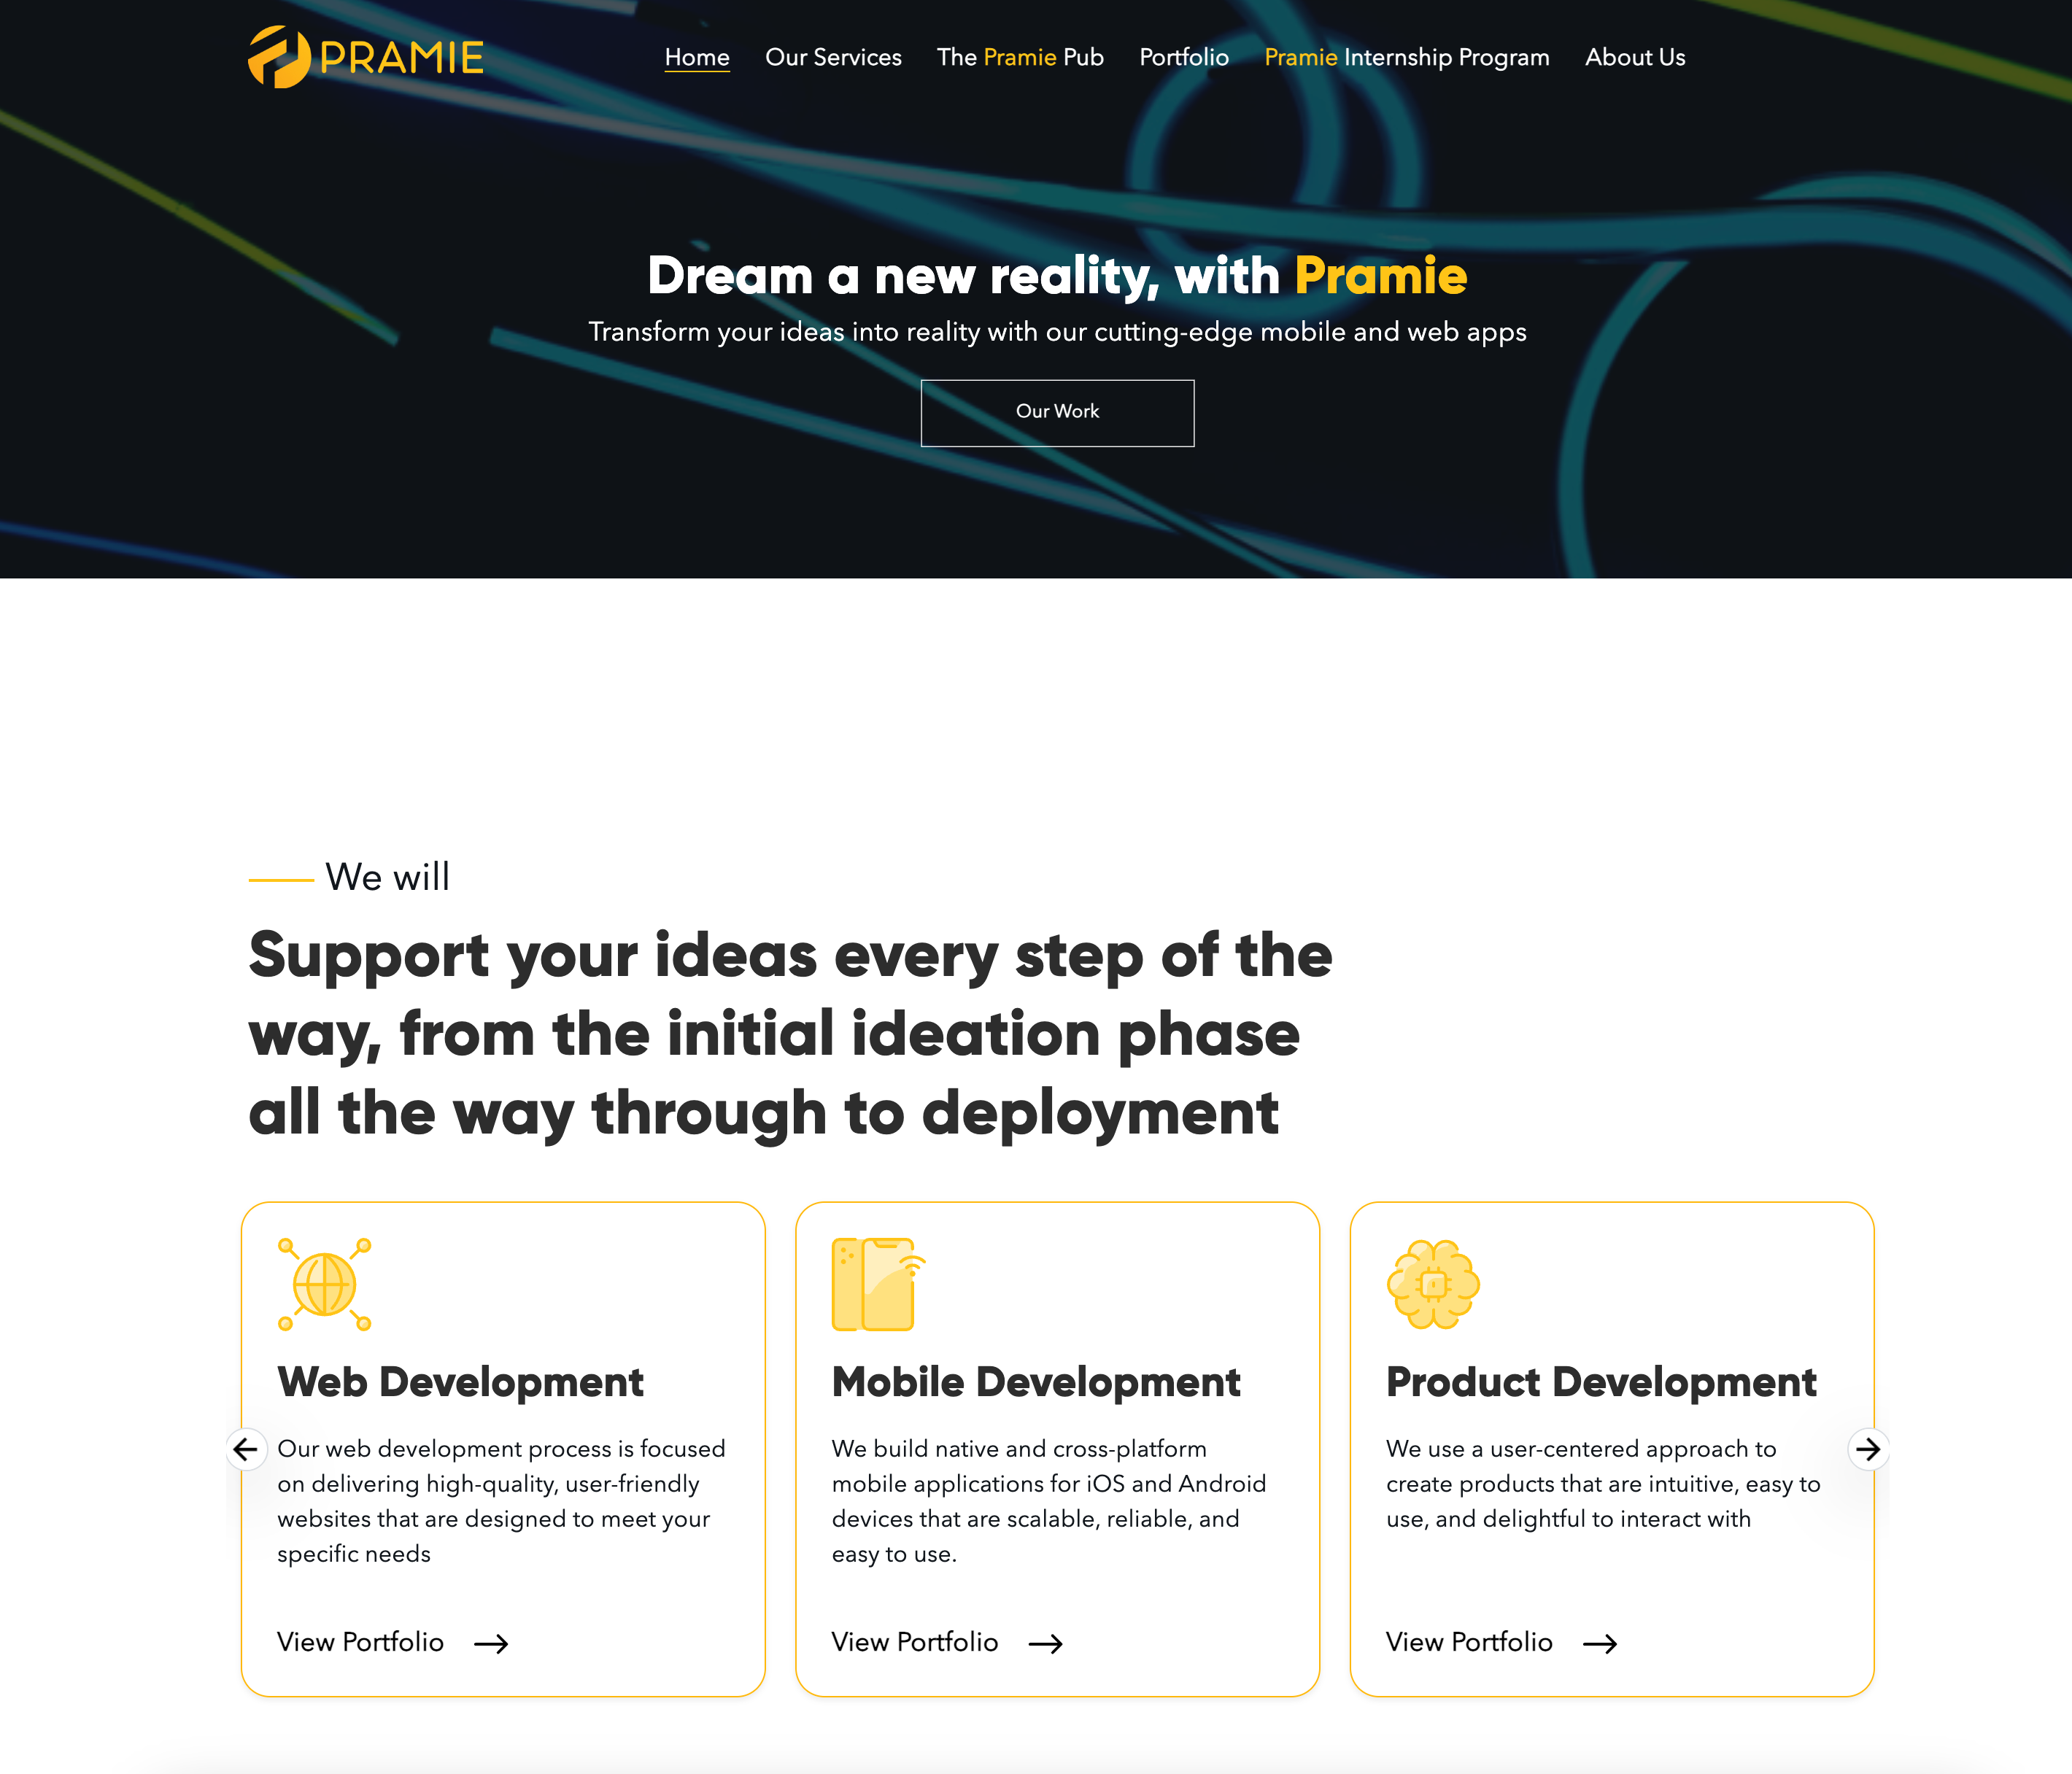 PRAMIE
Home Our Services The Pramie Pub Portfolio Pramie Internship Program About Us
Dream a new reality, with Pramie
Transform your ideas into reality with our cutting-edge mobile and web apps
Our Work
We will
Support your ideas every step of the
way, from the initial ideation phase
all the way through to deployment
Web Development
Our web development process is focused
on delivering high-quality, user-friendly
websites that are designed to meet your
specific needs
View Portfolio
Mobile Development
We build native and cross-platform
mobile applications for iOS and Android
devices that are scalable, reliable, and
easy to use.
View Portfolio
Product Development
We use a user-centered approach to
create products that are intuitive, easy to
use, and delightful to interact with
View Portfolio